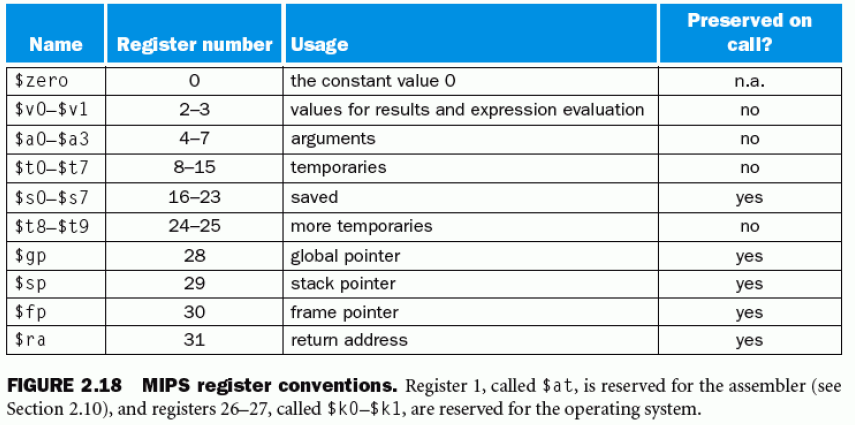 Name Register number Usage Preserved on call?
$zero 0 the constant value 0 n.a.
$v0–$v1 2–3 values for results and expression evaluation no
$a0–$a3 4–7 arguments no
$t0–$t7 8–15 temporaries no
$s0–$s7 16–23 saved yes
$t8–$t9 24–25 more temporaries no
$gp 28 global pointer yes
$sp 29 stack pointer yes
$fp 30 frame pointer yes
$ra 31 return address yes
FIGURE 2.18 MIPS register conventions. Register 1, called $at, is reserved for the assembler (see
Section 2.10), and registers 26–27, called $k0–$k1, are reserved for the operating system.